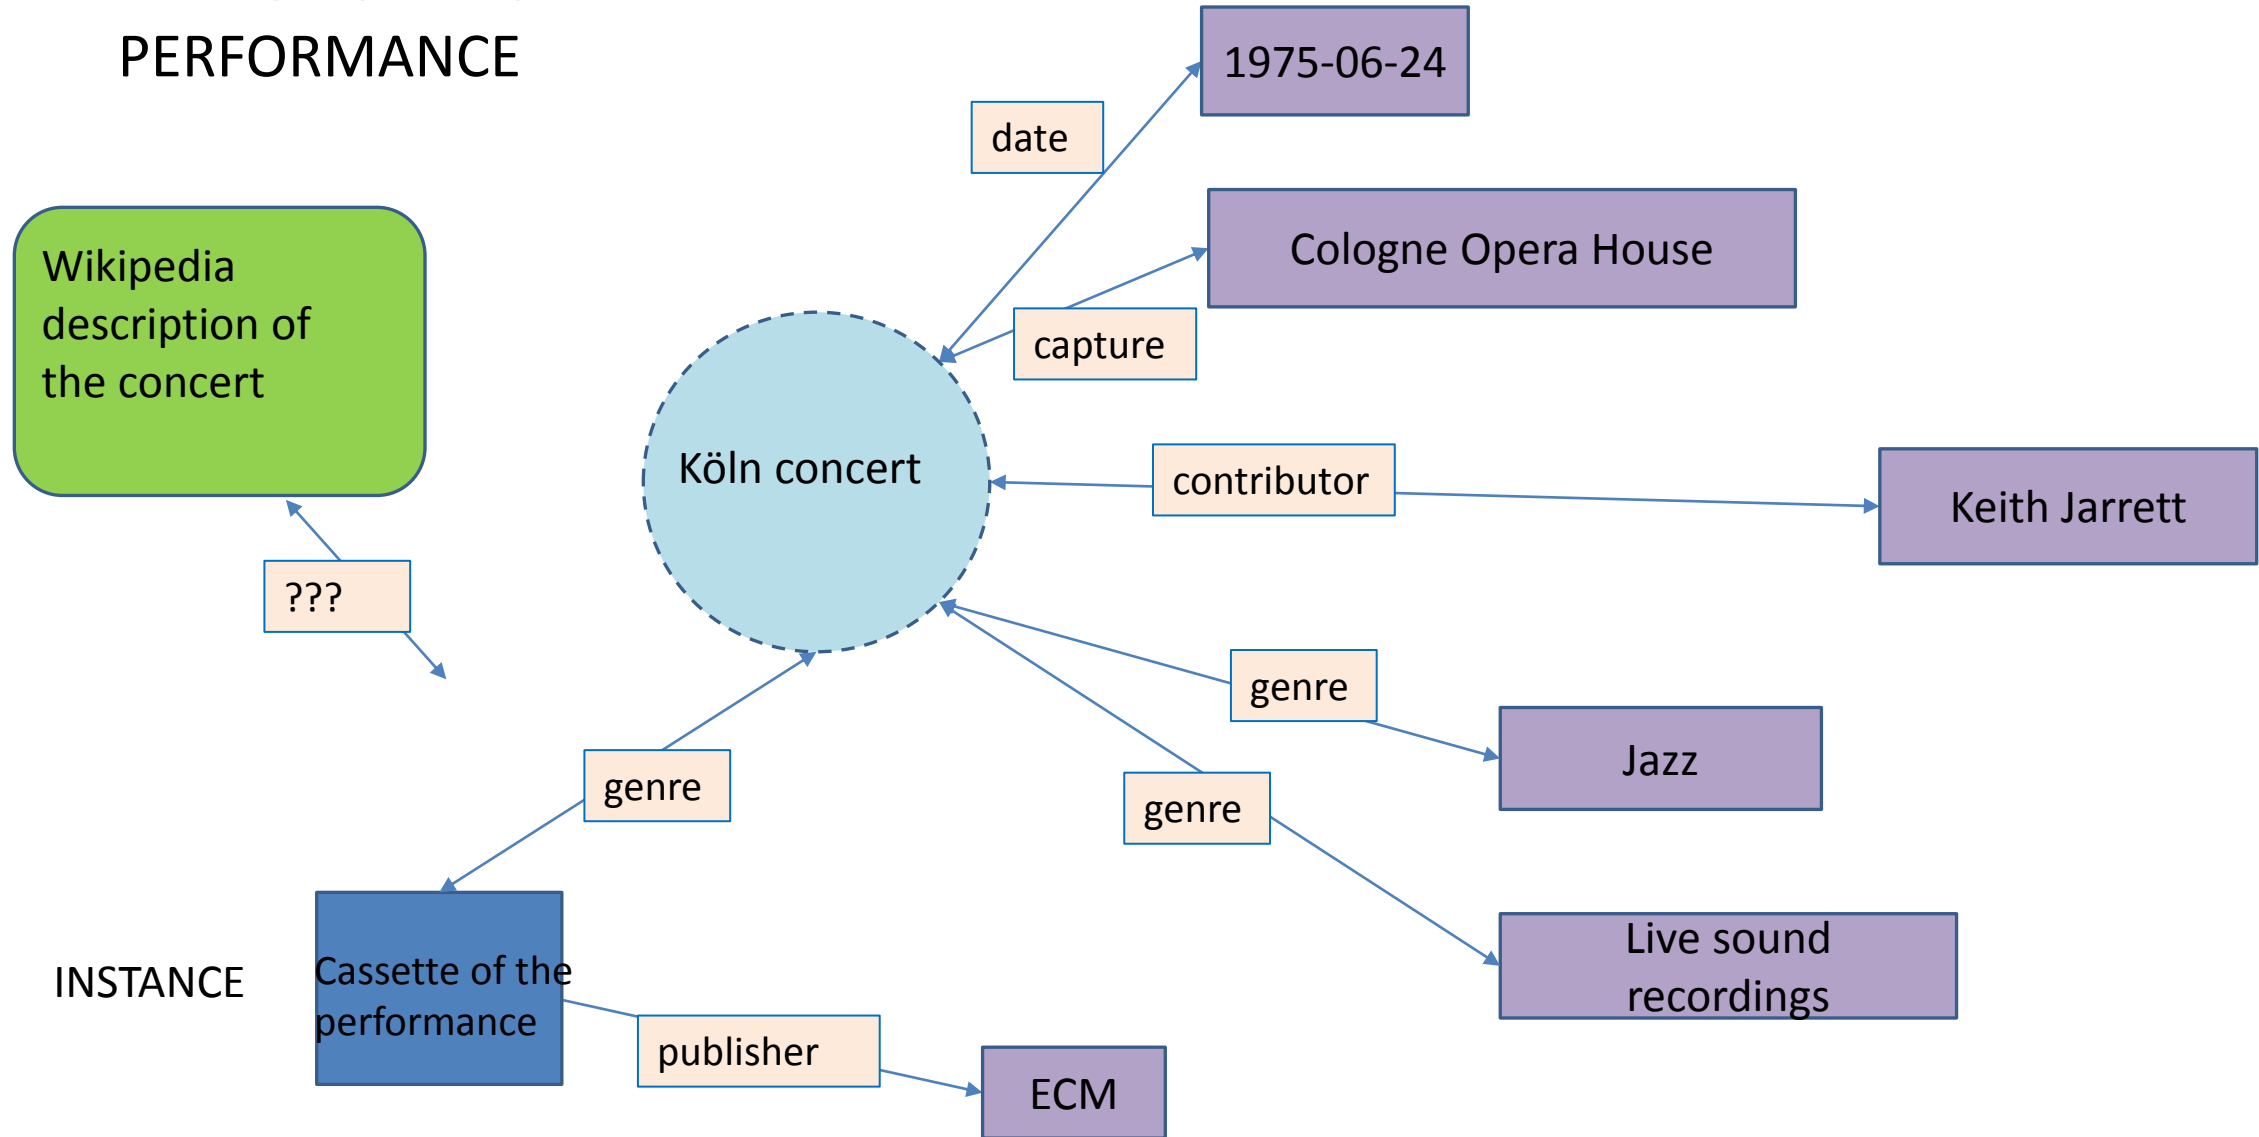 PERFORMANCE
1975-06-24
date
Cologne Opera House
Wikipedia
description of
the concert
capture
Köln concert
contributor
Keith Jarrett
???
genre
Jazz
genre
genre
Live sound
recordings
INSTANCE
Cassette of the
performance
publisher
ECM